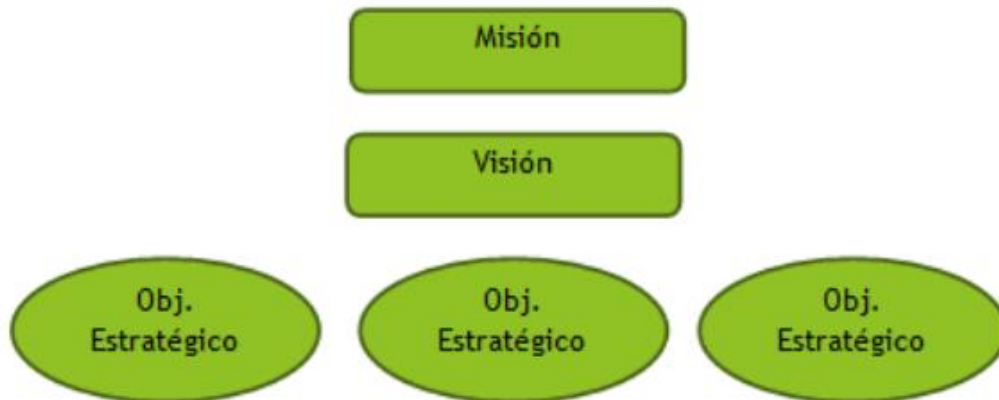 Misión
Visión
Obj.
Estratégico
Obj.
Estratégico
Obj.
Estratégico